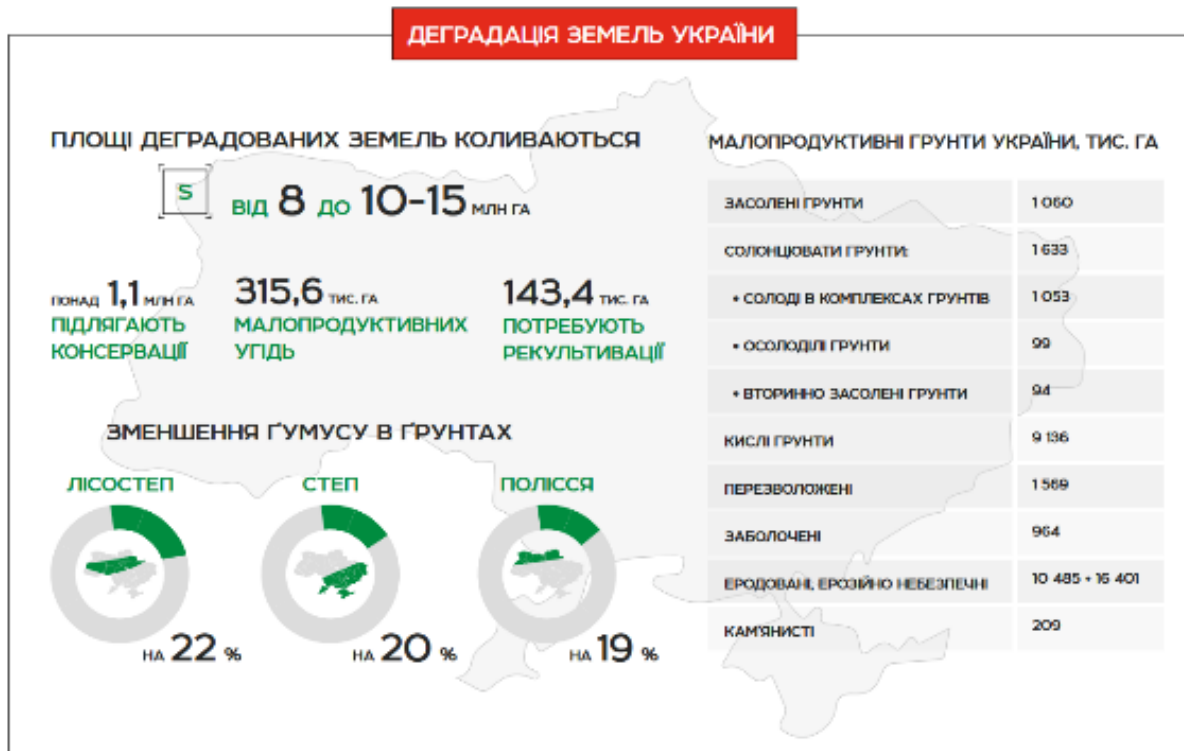 ДЕГРАДАЦІЯ ЗЕМЕЛЬ УКРАЇНИ
ПЛОЩІ ДЕГРАДОВАНИХ ЗЕМЕЛЬ КОЛИВАЮТЬСЯ
S
ВІД 8 ДО 10-15 МЛН ГА
ПОНАД 1,1 МЛН ГА
ПІДЛЯГАЮТЬ
КОНСЕРВАЦІЇ
315,6 ТИС. ГА
МАЛОПРОДУКТИВНИХ
УГІДЬ
143,4 ТИС. ГА
ПОТРЕБУЮТЬ
РЕКУЛЬТИВАЦІЇ
ЗМЕНШЕННЯ ҐУМУСУ В ҐРУНТАХ
ЛІСОСТЕП
НА 22 %
СТЕП
НА 20 %
ПОЛІССЯ
НА 19 %
МАЛОПРОДУКТИВНІ ГРУНТИ УКРАЇНИ, ТИС. ГА
ЗАСОЛЕНІ ГРУНТИ 1 060
СОЛОНЦЮВАТИ ГРУНТИ: 1 633
• СОЛОДІ В КОМПЛЕКСАХ ГРУНТІВ 1 053
• ОСОЛОДІЛІ ГРУНТИ 99
• ВТОРИННО ЗАСОЛЕНІ ГРУНТИ 94
КИСЛІ ГРУНТИ 9 136
ПЕРЕЗВОЛОЖЕНІ 1 569
ЗАБОЛОЧЕНІ 964
ЕРОДОВАНІ, ЕРОЗІЙНО НЕБЕЗПЕЧНІ 10 485 + 16 401
КАМ'ЯНИСТІ 209